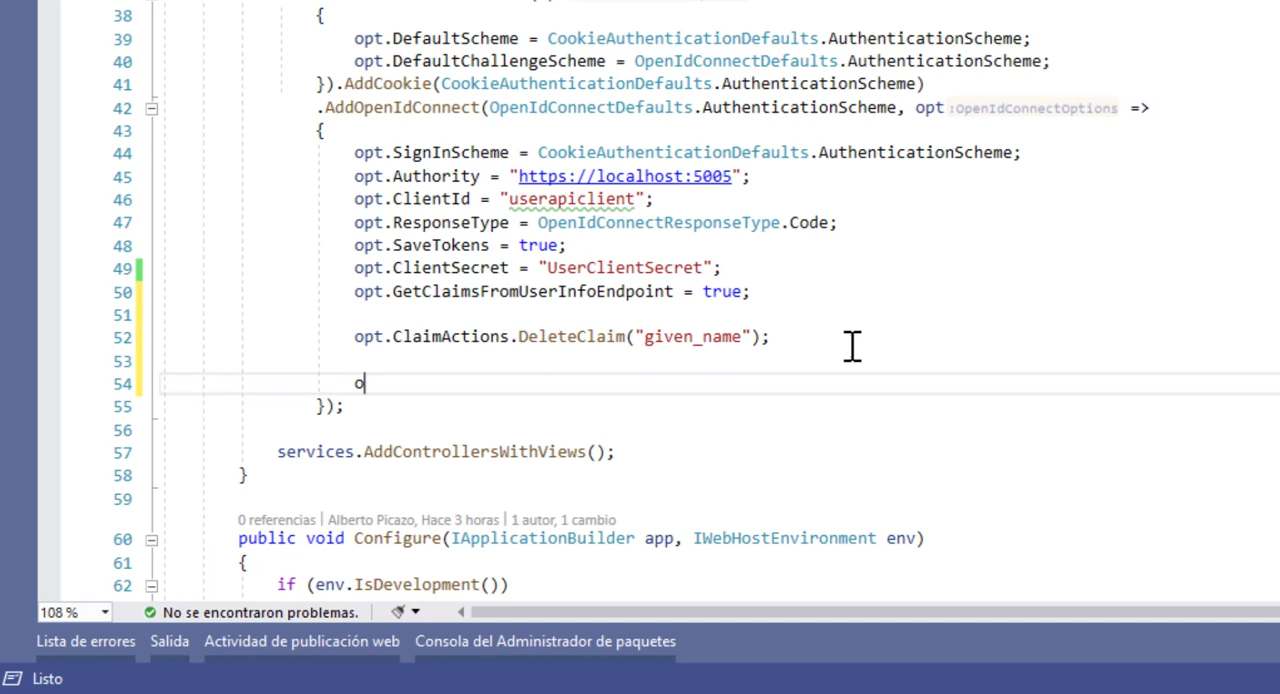 38 {
39 opt.DefaultScheme = CookieAuthenticationDefaults.AuthenticationScheme;
40 opt.DefaultChallengeScheme = OpenIdConnectDefaults.AuthenticationScheme;
41 }).AddCookie(CookieAuthenticationDefaults.AuthenticationScheme)
42 .AddOpenIdConnect(OpenIdConnectDefaults.AuthenticationScheme, opt :OpenIdConnectOptions =>
43 {
44 opt.SignInScheme = CookieAuthenticationDefaults.AuthenticationScheme;
45 opt.Authority = "https://localhost:5005";
46 opt.ClientId = "userapiclient";
47 opt.ResponseType = OpenIdConnectResponseType.Code;
48 opt.SaveTokens = true;
49 opt.ClientSecret = "UserClientSecret";
50 opt.GetClaimsFromUserInfoEndpoint = true;
51
52 opt.ClaimActions.DeleteClaim("given_name");
53
54 o
55 });
56
57 services.AddControllersWithViews();
58 }
59
0 referencias | Alberto Picazo, Hace 3 horas | 1 autor, 1 cambio
60 public void Configure(IApplicationBuilder app, IWebHostEnvironment env)
61 {
62 if (env.IsDevelopment())
108 % No se encontraron problemas.
Lista de errores Salida Actividad de publicación web Consola del Administrador de paquetes
Listo